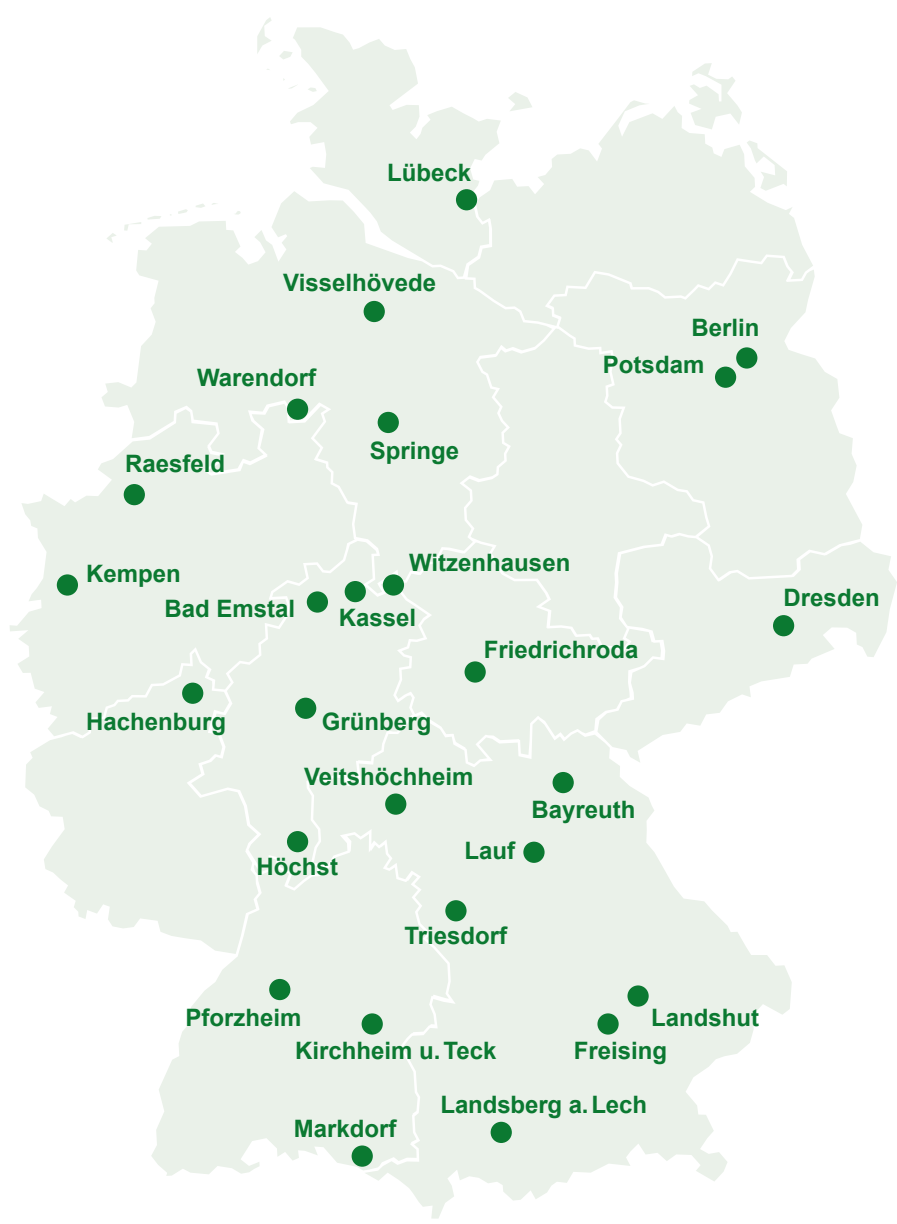 Lübeck
Visselhövede
Berlin
Potsdam
Warendorf
Springe
Raesfeld
Witzenhausen
Kempen
Bad Emstal
Kassel
Dresden
Friedrichroda
Hachenburg
Grünberg
Veitshöchheim
Bayreuth
Lauf
Höchst
Triesdorf
Pforzheim
Landshut
Kirchheim u. Teck
Freising
Landsberg a. Lech
Markdorf